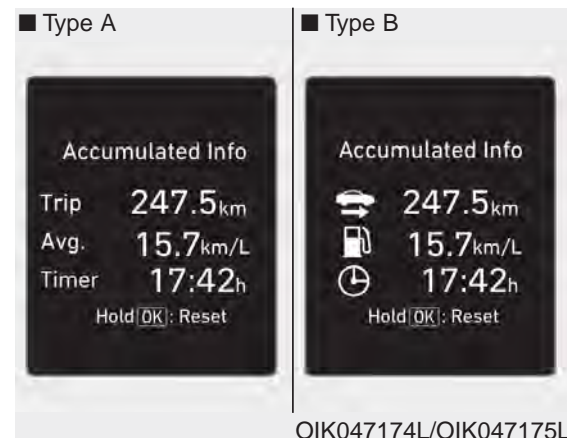 ■ Type A
Accumulated Info
Trip 247.5km
Avg. 15.7km/L
Timer 17:42h
Hold OK : Reset
■ Type B
Accumulated Info
247.5km
15.7km/L
17:42h
Hold OK : Reset
OIK047174L/OIK047175L